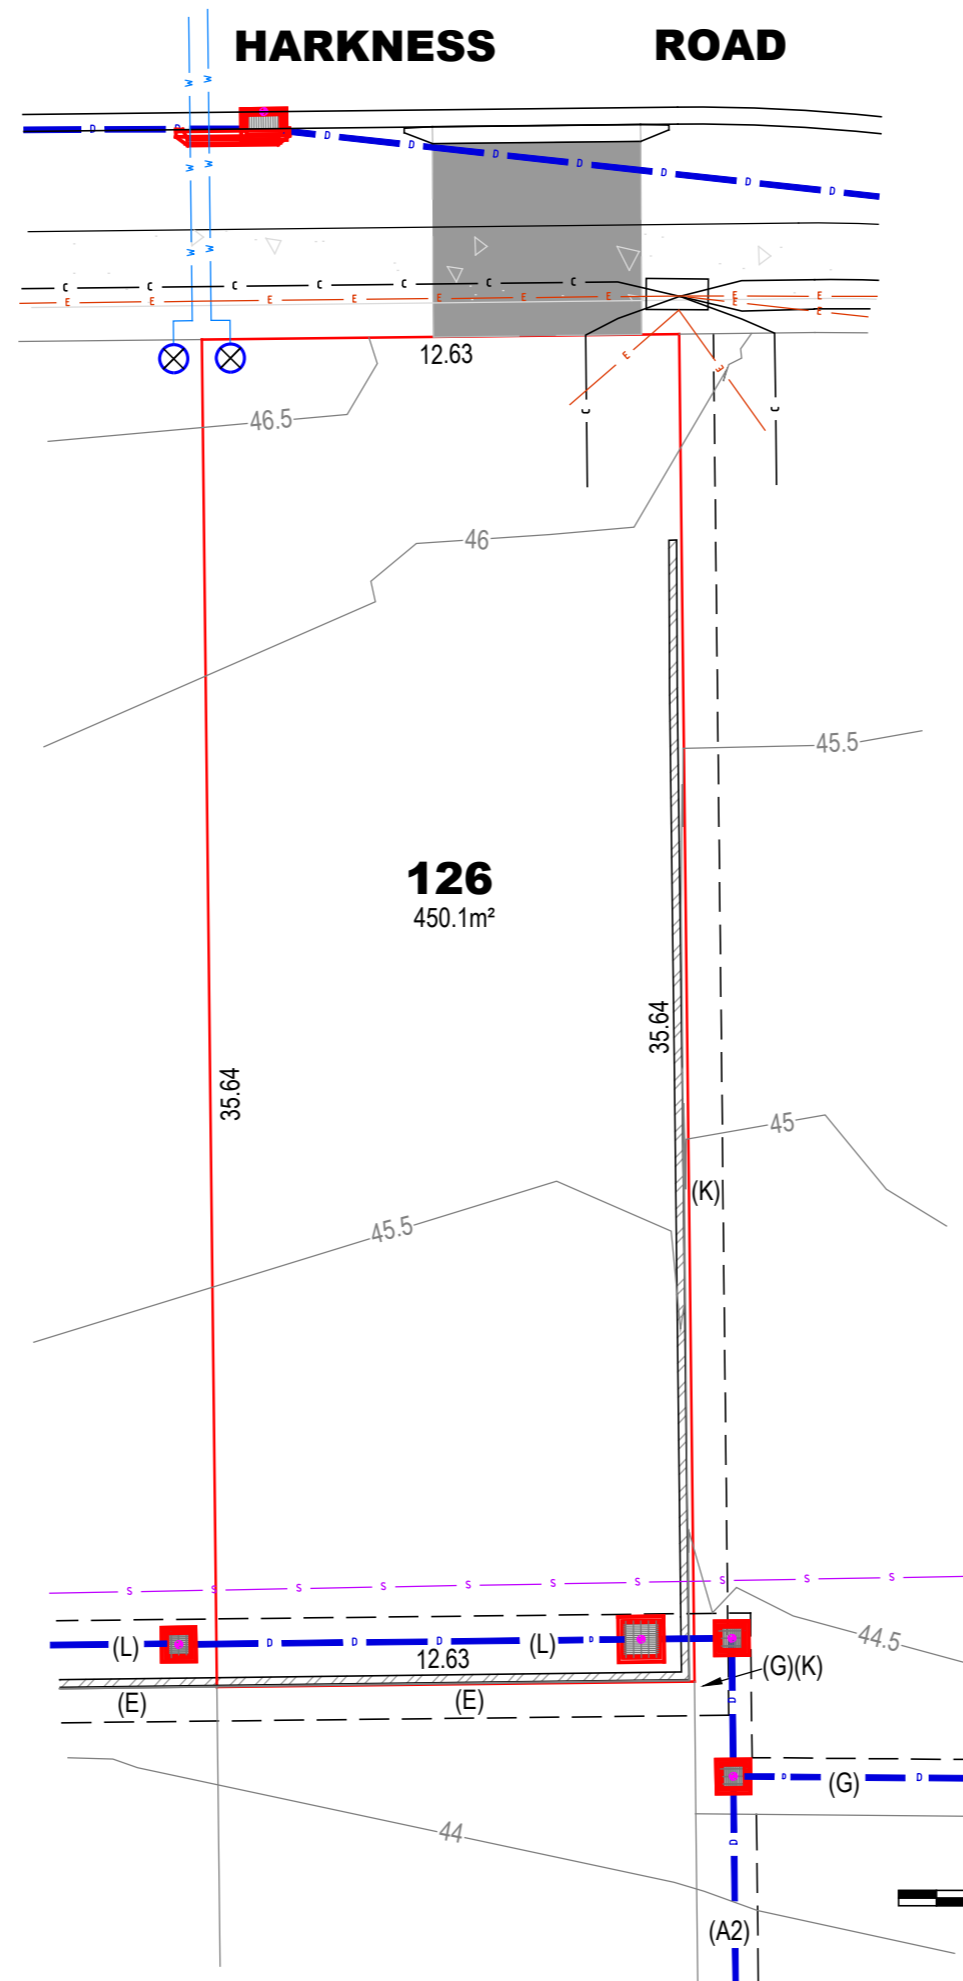 HARKNESS ROAD
W W
D D D D D D D D D
W W
W W
C C C C C C C
E E E E E E E E E E
12.63
E E
C C
46.5
46
45.5
126
450.1m²
35.64
35.64
45
(K)
45.5
S S S S S S S S S S
(L) D D D (L) D
12.63
44.5
(G)(K)
(E) (E)
D
D (G) D
44
D
(A2)